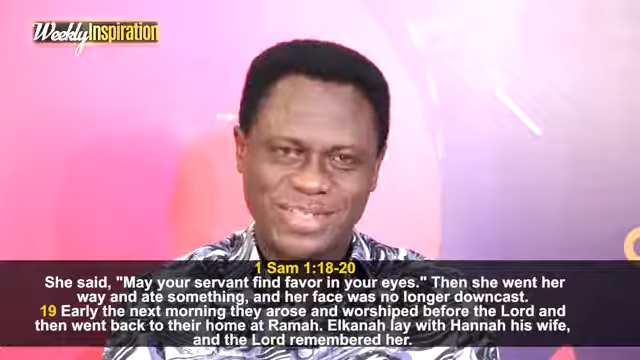 Weekly Inspiration
1 Sam 1:18-20
She said, "May your servant find favor in your eyes." Then she went her
way and ate something, and her face was no longer downcast.
19 Early the next morning they arose and worshiped before the Lord and
then went back to their home at Ramah. Elkanah lay with Hannah his wife,
and the Lord remembered her.